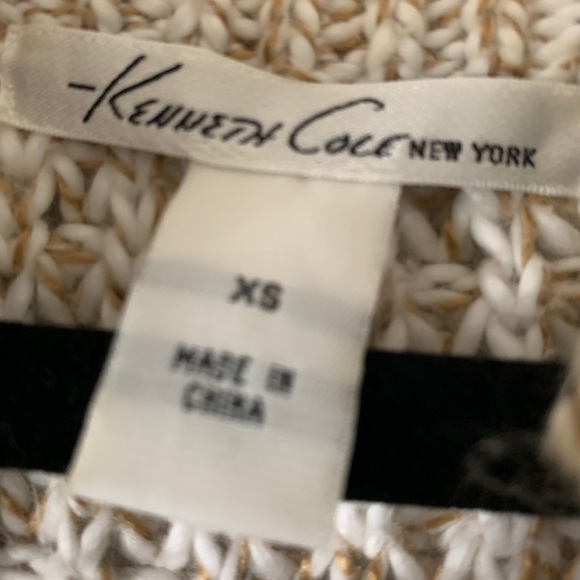 -Kenneth Cole NEW YORK
XS
MADE IN
CHINA